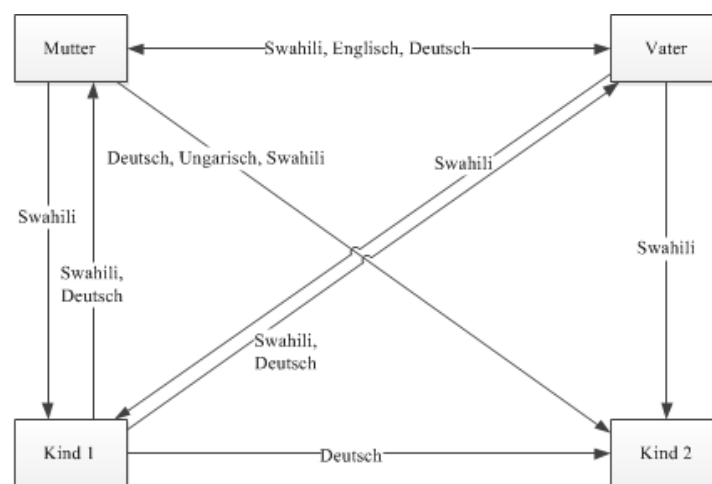 Mutter
Swahili, Englisch, Deutsch
Vater
Deutsch, Ungarisch, Swahili
Swahili
Swahili
Swahili
Swahili,
Deutsch
Swahili,
Deutsch
Kind 1
Deutsch
Kind 2